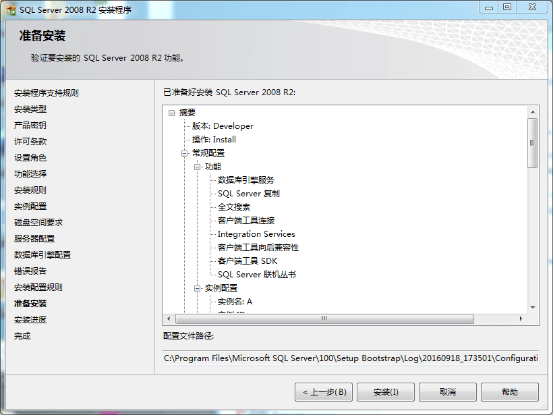 SQL Server 2008 R2 安装程序
准备安装
验证要安装的 SQL Server 2008 R2 功能。
安装程序支持规则
安装类型
产品密钥
许可条款
设置角色
功能选择
安装规则
实例配置
磁盘空间要求
服务器配置
数据库引擎配置
错误报告
安装配置规则
准备安装
安装进度
完成
已准备好安装 SQL Server 2008 R2:
摘要
版本: Developer
操作: Install
常规配置
功能
数据库引擎服务
SQL Server 复制
全文搜索
客户端工具连接
Integration Services
客户端工具向后兼容性
客户端工具 SDK
SQL Server 联机丛书
实例配置
实例名: A
配置文件路径:
C:\Program Files\Microsoft SQL Server\100\Setup Bootstrap\Log\20160918_173501\Configurati
< 上一步(B)
安装(I)
取消
帮助